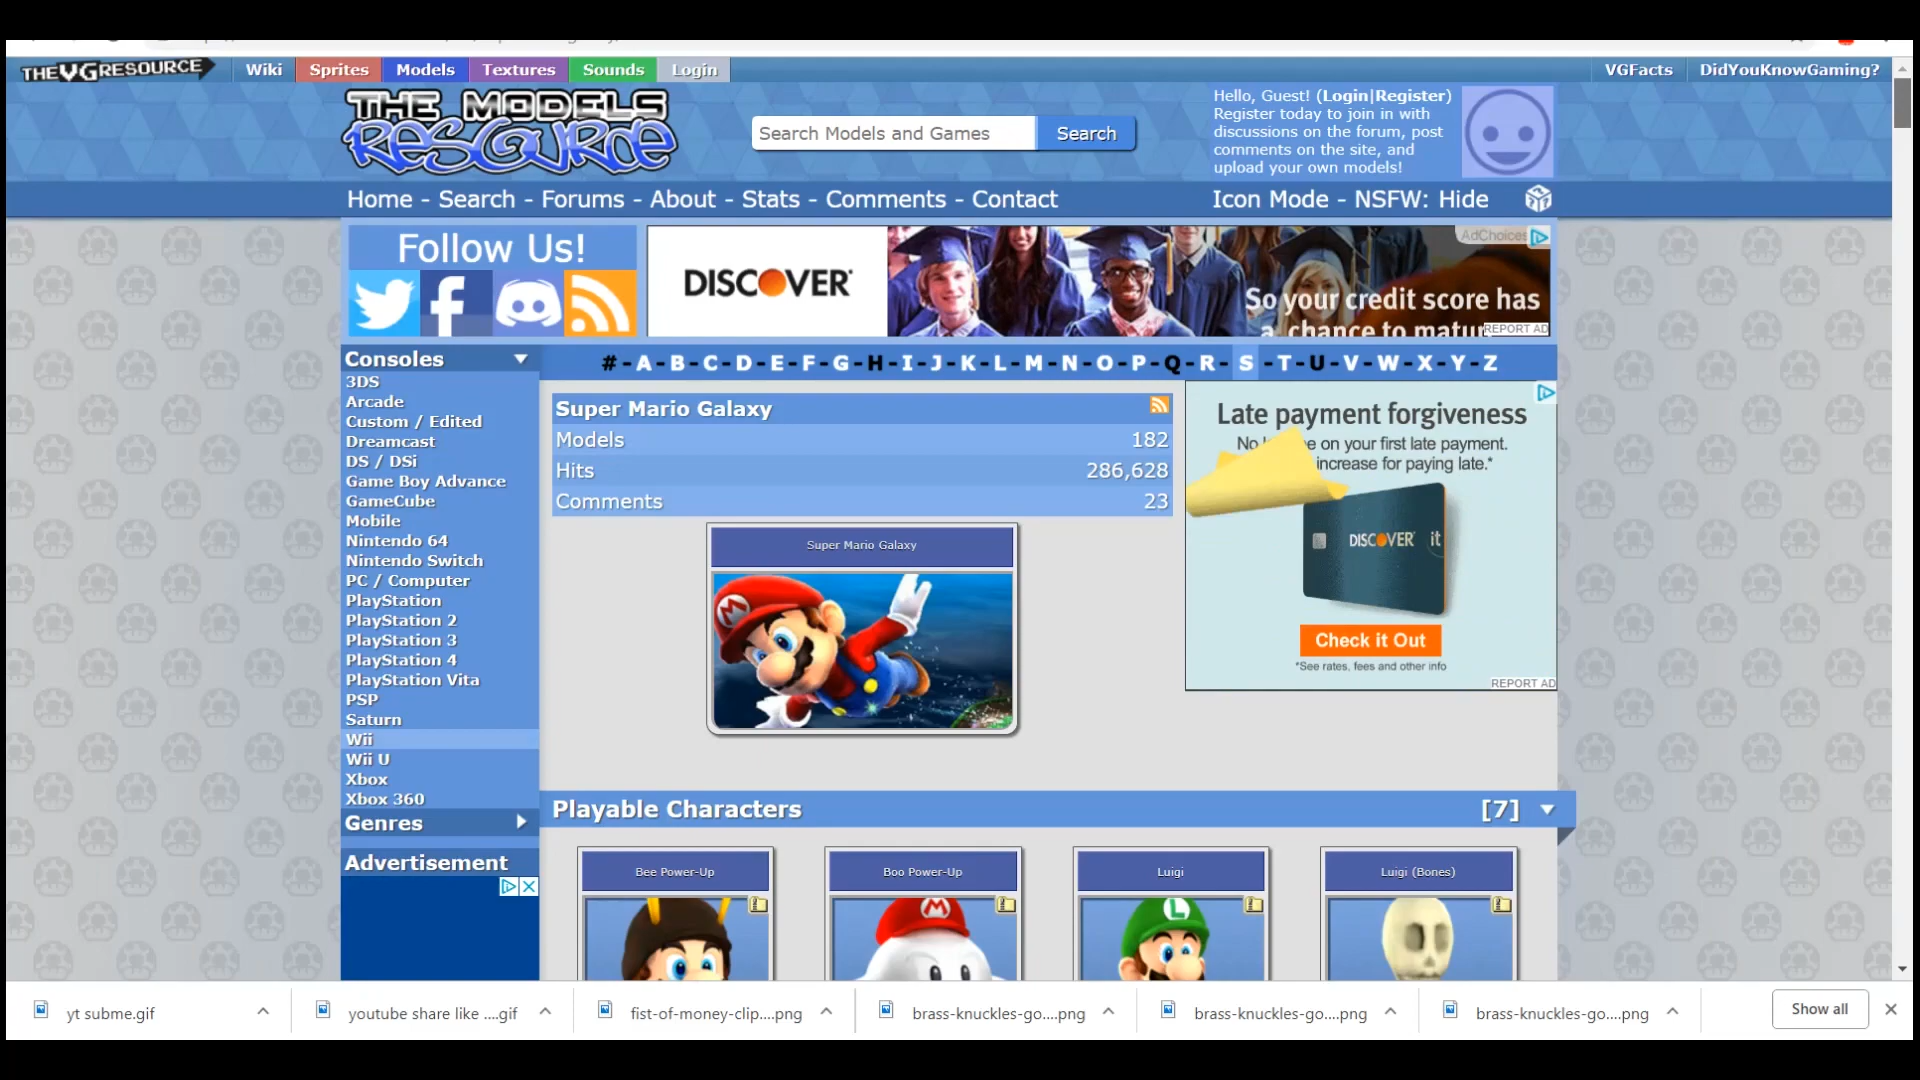 THE VG RESOURCE Wiki Sprites Models Textures Sounds Login VGFacts DidYouKnowGaming?
THE MODELS
RESOURCE
Search Models and Games Search
Hello, Guest! (Login|Register)
Register today to join in with
discussions on the forum, post
comments on the site, and
upload your own models!
Home - Search - Forums - About - Stats - Comments - Contact
Icon Mode - NSFW: Hide
Follow Us!
DISCOVER
AdChoices
So your credit score has
a chance to matur
REPORT AD
Consoles
3DS
Arcade
Custom / Edited
Dreamcast
DS / DSi
Game Boy Advance
GameCube
Mobile
Nintendo 64
Nintendo Switch
PC / Computer
PlayStation
PlayStation 2
PlayStation 3
PlayStation 4
PlayStation Vita
PSP
Saturn
Wii
Wii U
Xbox
Xbox 360
Genres
Advertisement
# - A - B - C - D - E - F - G - H - I - J - K - L - M - N - O - P - Q - R - S - T - U - V - W - X - Y - Z
Super Mario Galaxy
Models 182
Hits 286,628
Comments 23
Super Mario Galaxy
Late payment forgiveness
e on your first late payment.
increase for paying late.*
DISCOVER it
Check it Out
*See rates, fees and other info
REPORT AD
Playable Characters [7]
Bee Power-Up
Boo Power-Up
Luigi
Luigi (Bones)
yt subme.gif
youtube share like ....gif
fist-of-money-clip....png
brass-knuckles-go....png
brass-knuckles-go....png
brass-knuckles-go....png
Show all